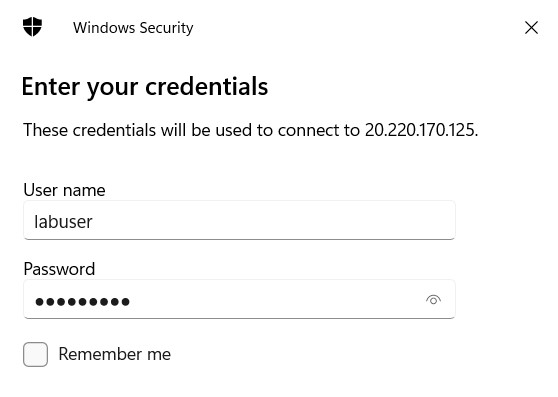 Windows Security
Enter your credentials
These credentials will be used to connect to 20.220.170.125.
User name
labuser
Password
●●●●●●●●●
Remember me